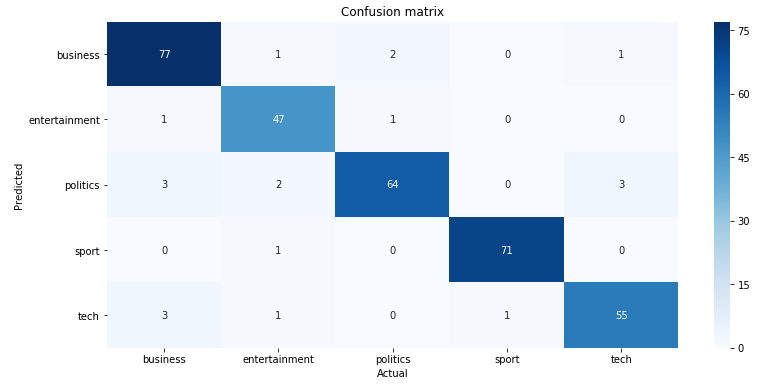 Confusion matrix
business 77 1 2 0 1
entertainment 1 47 1 0 0
politics 3 2 64 0 3
sport 0 1 0 71 0
tech 3 1 0 1 55
business entertainment politics sport tech
Actual
Predicted
75
60
45
30
15
0